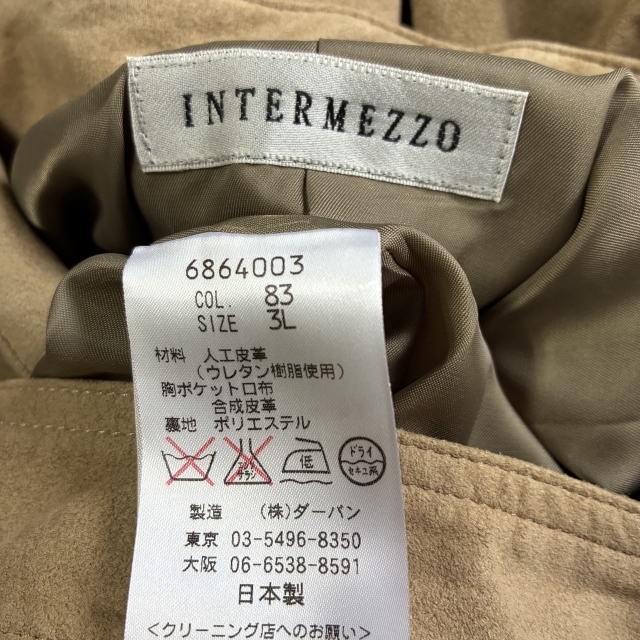 INTERMEZZO
6864003
COL. 83
SIZE 3L
材料 人工皮革
(ウレタン樹脂使用)
胸ポケット口布
合成皮革
裏地 ポリエステル
低
ドライ
セキユ系
製造 (株)ダーバン
東京 03-5496-8350
大阪 06-6538-8591
日本製
<クリーニング店へのお願い>